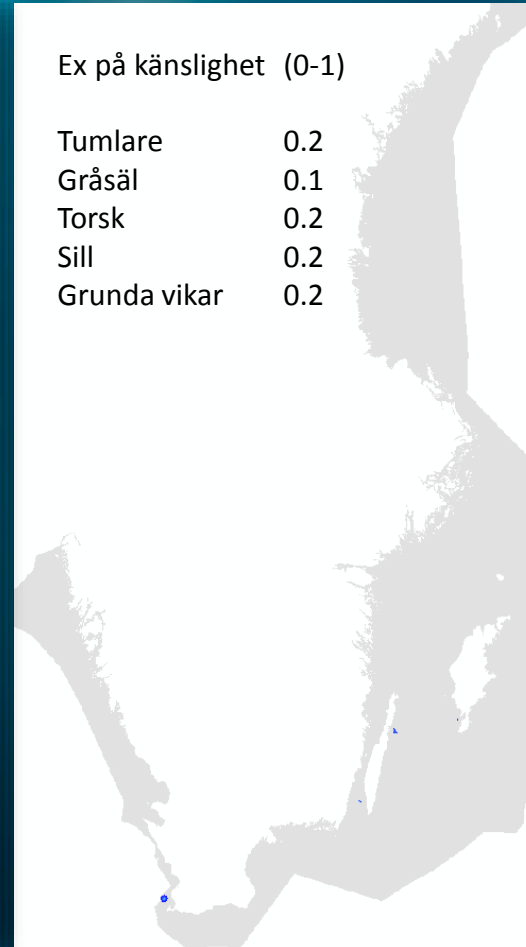 Ex på känslighet (0-1)
Tumlare 0.2
Gråsäl 0.1
Torsk 0.2
Sill 0.2
Grunda vikar 0.2